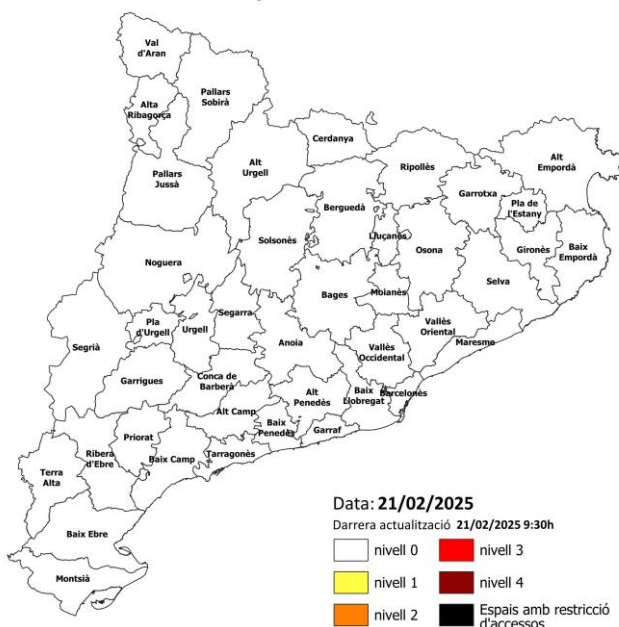 Val
d'Aran
Pallars
Sobirà
Alta
Ribagorça
Cerdanya
Alt
Urgell
Ripollès
Alt
Empordà
Pallars
Jussà
Garrotxa
Pla de
l'Estany
Berguedà
Solsonès
Lluçanès
Osona
Gironès
Baix
Empordà
Noguera
Bages
Moianès
Selva
Pla
d'Urgell
Urgell
Segarra
Anoia
Vallès
Oriental
Maresme
Segrià
Vallès
Occidental
Garrigues
Conca de
Barberà
Alt
Penedès
Baix
Llobregat
Barcelonès
Alt Camp
Baix
Penedès
Garraf
Priorat
Ribera
d'Ebre
Baix Camp
Tarragonès
Terra
Alta
Baix Ebre
Montsià
Data: 21/02/2025
Darrera actualització 21/02/2025 9:30h
nivell 0
nivell 3
nivell 1
nivell 4
nivell 2
Espais amb restricció
d'accessos